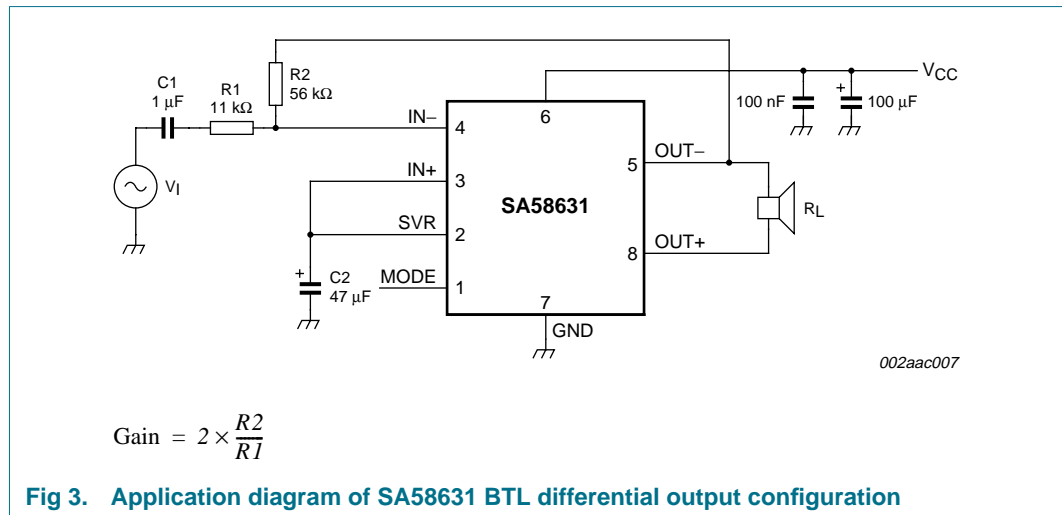 C1
1 μF
R1
11 kΩ
R2
56 kΩ
VI
IN−
4
IN+
3
SVR
2
MODE
1
C2
47 μF
+
SA58631
6
7
GND
5
OUT−
8
OUT+
RL
100 nF
+
100 μF
VCC
002aac007
Gain = 2 × R2
R1
Fig 3. Application diagram of SA58631 BTL differential output configuration